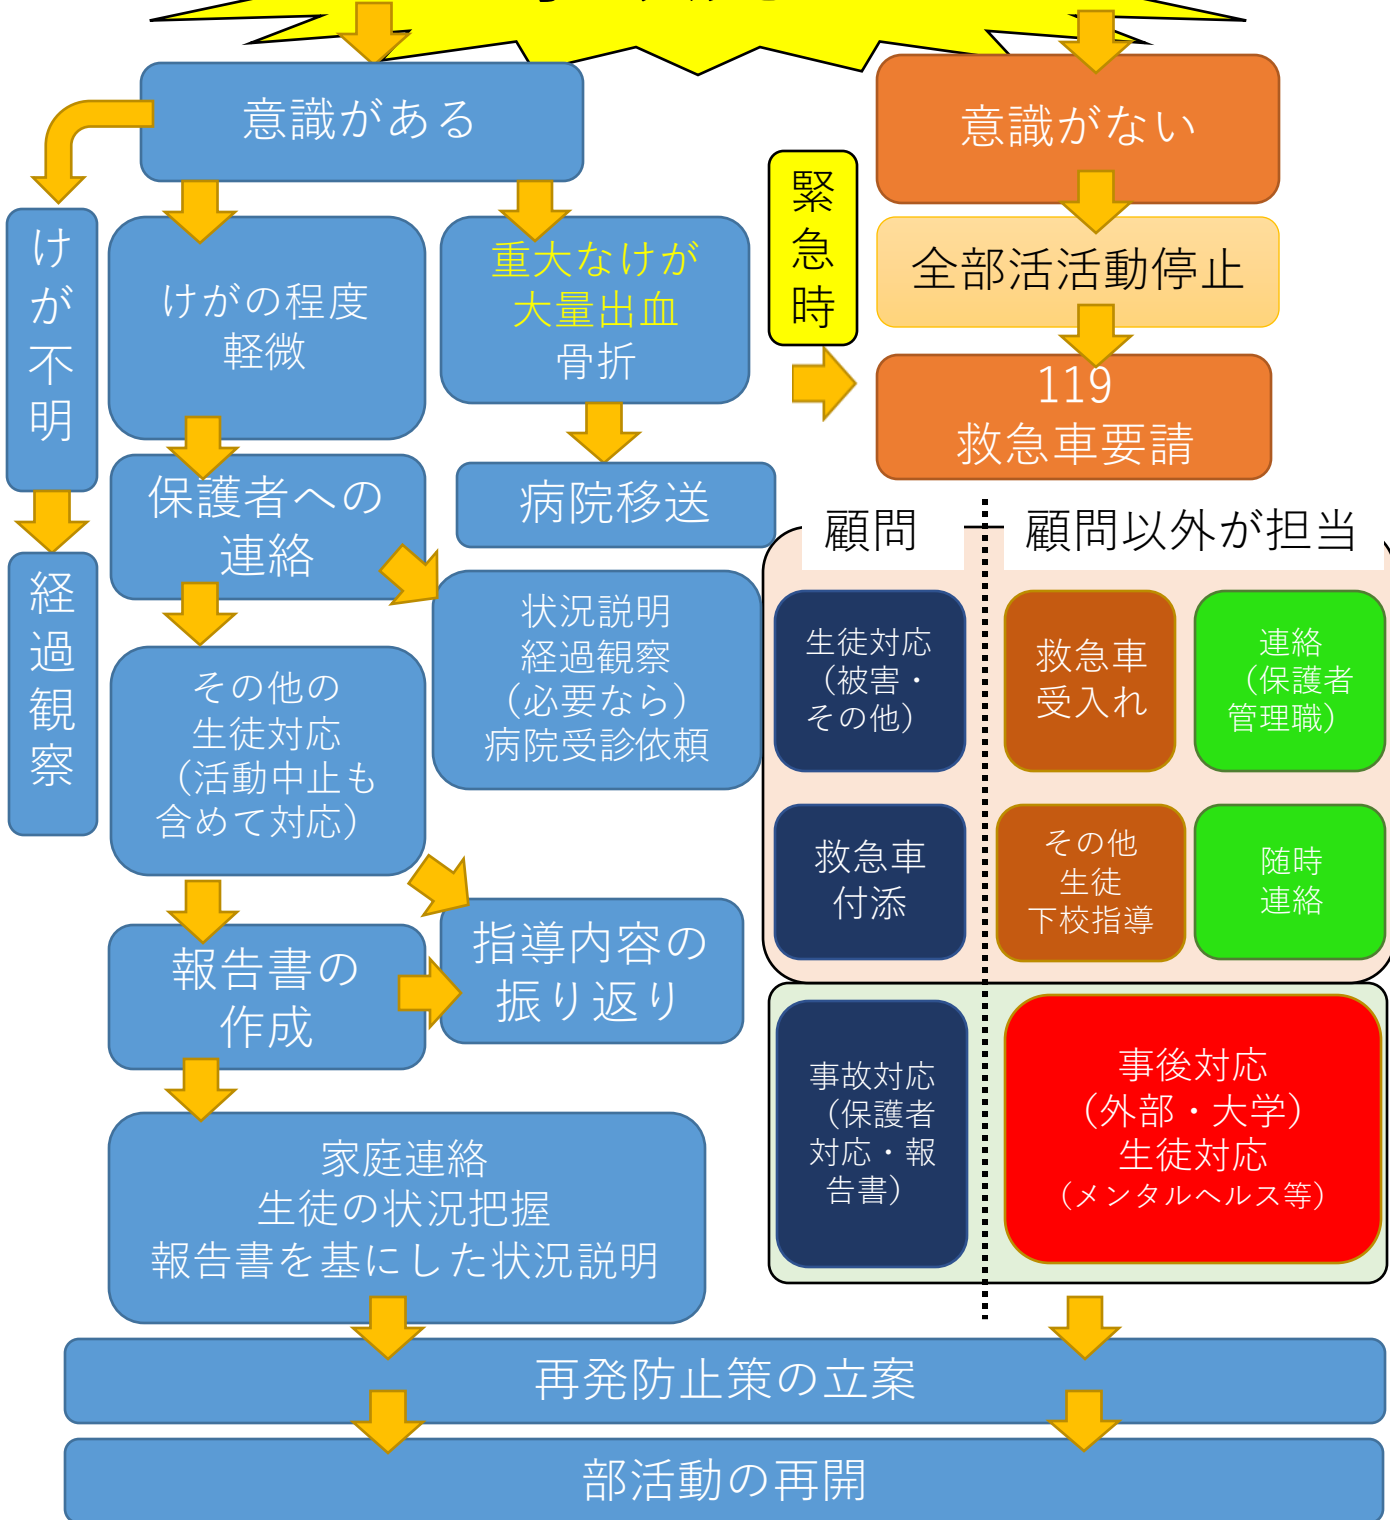 意識がある
意識がない
緊急時
けが不明
けがの程度
軽微
重大なけが
大量出血
骨折
全部活活動停止
119
救急車要請
保護者への
連絡
病院移送
経過観察
顧問
顧問以外が担当
状況説明
経過観察
（必要なら）
病院受診依頼
その他の
生徒対応
（活動中止も
含めて対応）
生徒対応
（被害・
その他）
救急車
受入れ
連絡
（保護者
管理職）
救急車
付添
その他
生徒
下校指導
随時
連絡
報告書の
作成
指導内容の
振り返り
事故対応
（保護者
対応・報
告書）
事後対応
（外部・大学）
生徒対応
（メンタルヘルス等）
家庭連絡
生徒の状況把握
報告書を基にした状況説明
再発防止策の立案
部活動の再開